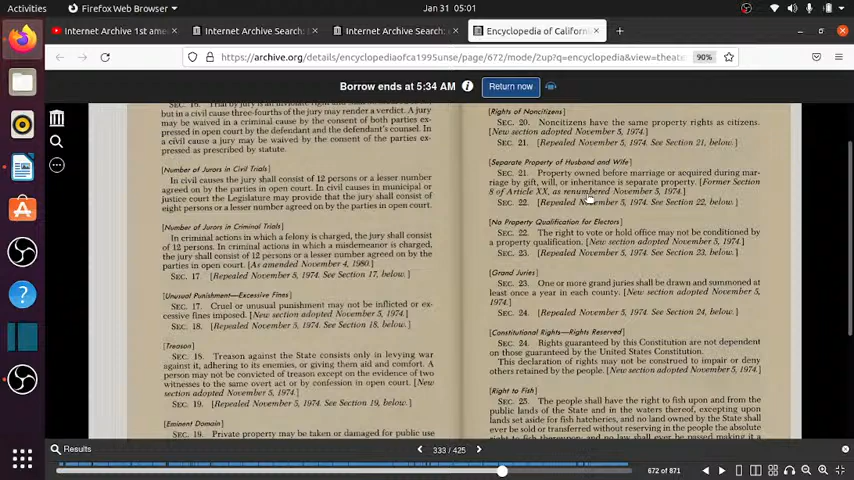 Activities
Firefox Web Browser
Jan 31 05:01
Internet Archive 1st ame
Internet Archive Search:
Internet Archive Search:
Encyclopedia of Californi
https://archive.org/details/encyclopediaofca1995unse/page/672/mode/2up?q=encyclopedia&view=theate
90%
Borrow ends at 5:34 AM
Return now
SEC. 16. Trial by jury is an inviolate right and
but in a civil cause three-fourths of the jury may render a verdict. A jury
may be waived in a criminal cause by the consent of both parties ex-
pressed in open court by the defendant and the defendant's counsel. In
a civil cause a jury may be waived by the consent of the parties ex-
pressed as prescribed by statute.
[Number of Jurors in Civil Trials]
In civil causes the jury shall consist of 12 persons or a lesser number
agreed on by the parties in open court. In civil causes in municipal or
justice court the Legislature may provide that the jury shall consist of
eight persons or a lesser number agreed on by the parties in open court.
[Number of Jurors in Criminal Trials]
In criminal actions in which a felony is charged, the jury shall consist
of 12 persons. In criminal actions in which a misdemeanor is charged,
the jury shall consist of 12 persons or a lesser number agreed on by the
parties in open court. [As amended November 4, 1980.]
SEC. 17 [Repealed November 5, 1974. See Section 17, below.]
[Unusual Punishment—Excessive Fines]
SEC. 17. Cruel or unusual punishment may not be inflicted or ex-
cessive fines imposed. [New section adopted November 5, 1974.]
SEC. 18. [Repealed November 5, 1974. See Section 18, below.]
[Treason]
SEC. 18. Treason against the State consists only in levying war
against it, adhering to its enemies, or giving them aid and comfort. A
person may not be convicted of treason except on the evidence of two
witnesses to the same overt act or by confession in open court. [New
section adopted November 5, 1974.]
SEC. 19. [Repealed November 5, 1974. See Section 19, below.]
[Eminent Domain]
SEC. 19. Private property may be taken or damaged for public use
[Rights of Noncitizens]
SEC. 20. Noncitizens have the same property rights as citizens.
[New section adopted November 5, 1974.]
SEC. 21. [Repealed November 5, 1974. See Section 21, below.]
[Separate Property of Husband and Wife]
SEC. 21. Property owned before marriage or acquired during mar-
riage by gift, will, or inheritance is separate property. [Former Section
8 of Article XX, as renumbered November 5, 1974.]
SEC. 22. [Repealed November 5, 1974. See Section 22, below.]
[No Property Qualification for Electors]
SEC. 22. The right to vote or hold office may not be conditioned by
a property qualification. [New section adopted November 5, 1974.]
SEC. 23. [Repealed November 5, 1974. See Section 23, below.]
[Grand Juries]
SEC. 23. One or more grand juries shall be drawn and summoned at
least once a year in each county. [New section adopted November 5,
1974.]
SEC. 24. [Repealed November 5, 1974. See Section 24, below.]
[Constitutional Rights—Rights Reserved]
SEC. 24. Rights guaranteed by this Constitution are not dependent
on those guaranteed by the United States Constitution.
This declaration of rights may not be construed to impair or deny
others retained by the people.
[Right to Fish]
SEC. 25. The people shall have the right to fish upon and from the
public lands of the State and in the waters thereof, excepting upon
lands set aside for fish hatcheries, and no land owned by the State shall
ever be sold or transferred without reserving in the people the absolute
right to fish thereupon; and no law shall ever be passed making it a
Results
333 / 425
672 of 871